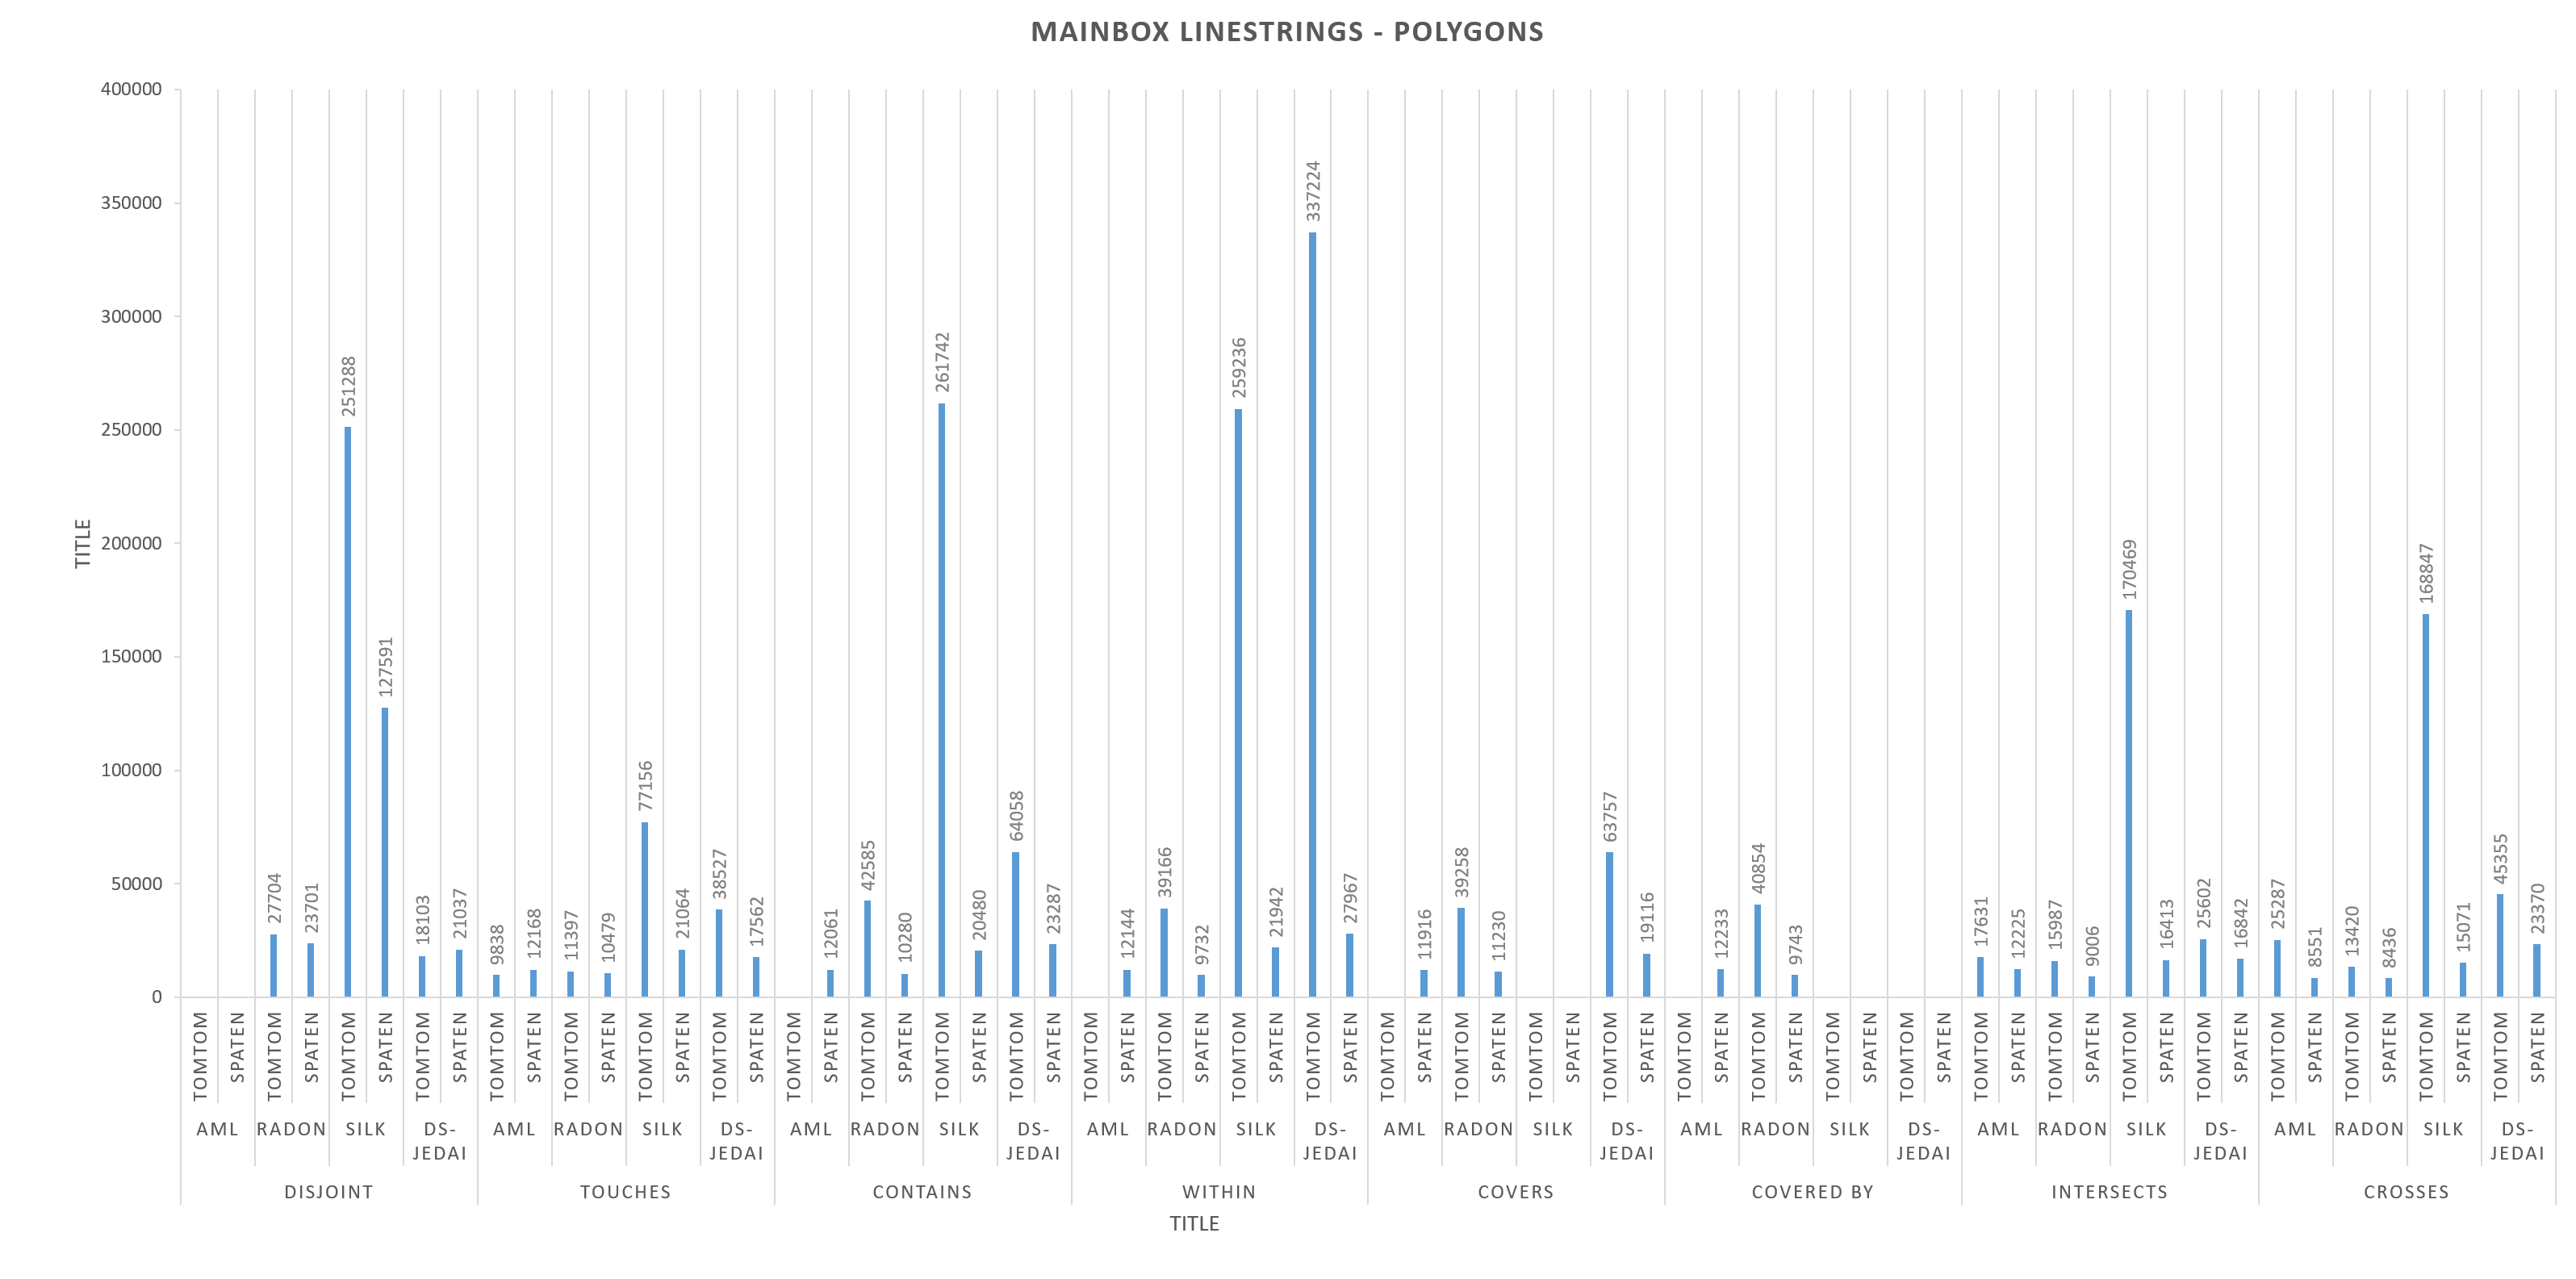 MAINBOX LINESTRINGS - POLYGONS
400000
350000
300000
250000
200000
150000
100000
50000
0
TITLE
27704 23701 251288 127591 18103 21037 9838 12168 11397 10479 77156 21064 38527 17562 12061 42585 10280 261742 20480 64058 23287 12144 39166 9732 259236 21942 337224 27967 11916 39258 11230 63757 19116 12233 40854 9743 17631 12225 15987 9006 170469 16413 25602 16842 25287 8551 13420 8436 168847 15071 45355 23370
TOMTOM SPATEN TOMTOM SPATEN TOMTOM SPATEN TOMTOM SPATEN TOMTOM SPATEN TOMTOM SPATEN TOMTOM SPATEN TOMTOM SPATEN TOMTOM SPATEN TOMTOM SPATEN TOMTOM SPATEN TOMTOM SPATEN TOMTOM SPATEN TOMTOM SPATEN TOMTOM SPATEN TOMTOM SPATEN TOMTOM SPATEN TOMTOM SPATEN TOMTOM SPATEN TOMTOM SPATEN TOMTOM SPATEN TOMTOM SPATEN TOMTOM SPATEN TOMTOM SPATEN TOMTOM SPATEN TOMTOM SPATEN TOMTOM SPATEN TOMTOM SPATEN TOMTOM SPATEN TOMTOM SPATEN TOMTOM SPATEN TOMTOM SPATEN
AML RADON SILK DS- AML RADON SILK DS- AML RADON SILK DS- AML RADON SILK DS- AML RADON SILK DS- AML RADON SILK DS- AML RADON SILK DS- AML RADON SILK DS-
JEDAI JEDAI JEDAI JEDAI JEDAI JEDAI JEDAI JEDAI
DISJOINT TOUCHES CONTAINS WITHIN COVERS COVERED BY INTERSECTS CROSSES
TITLE